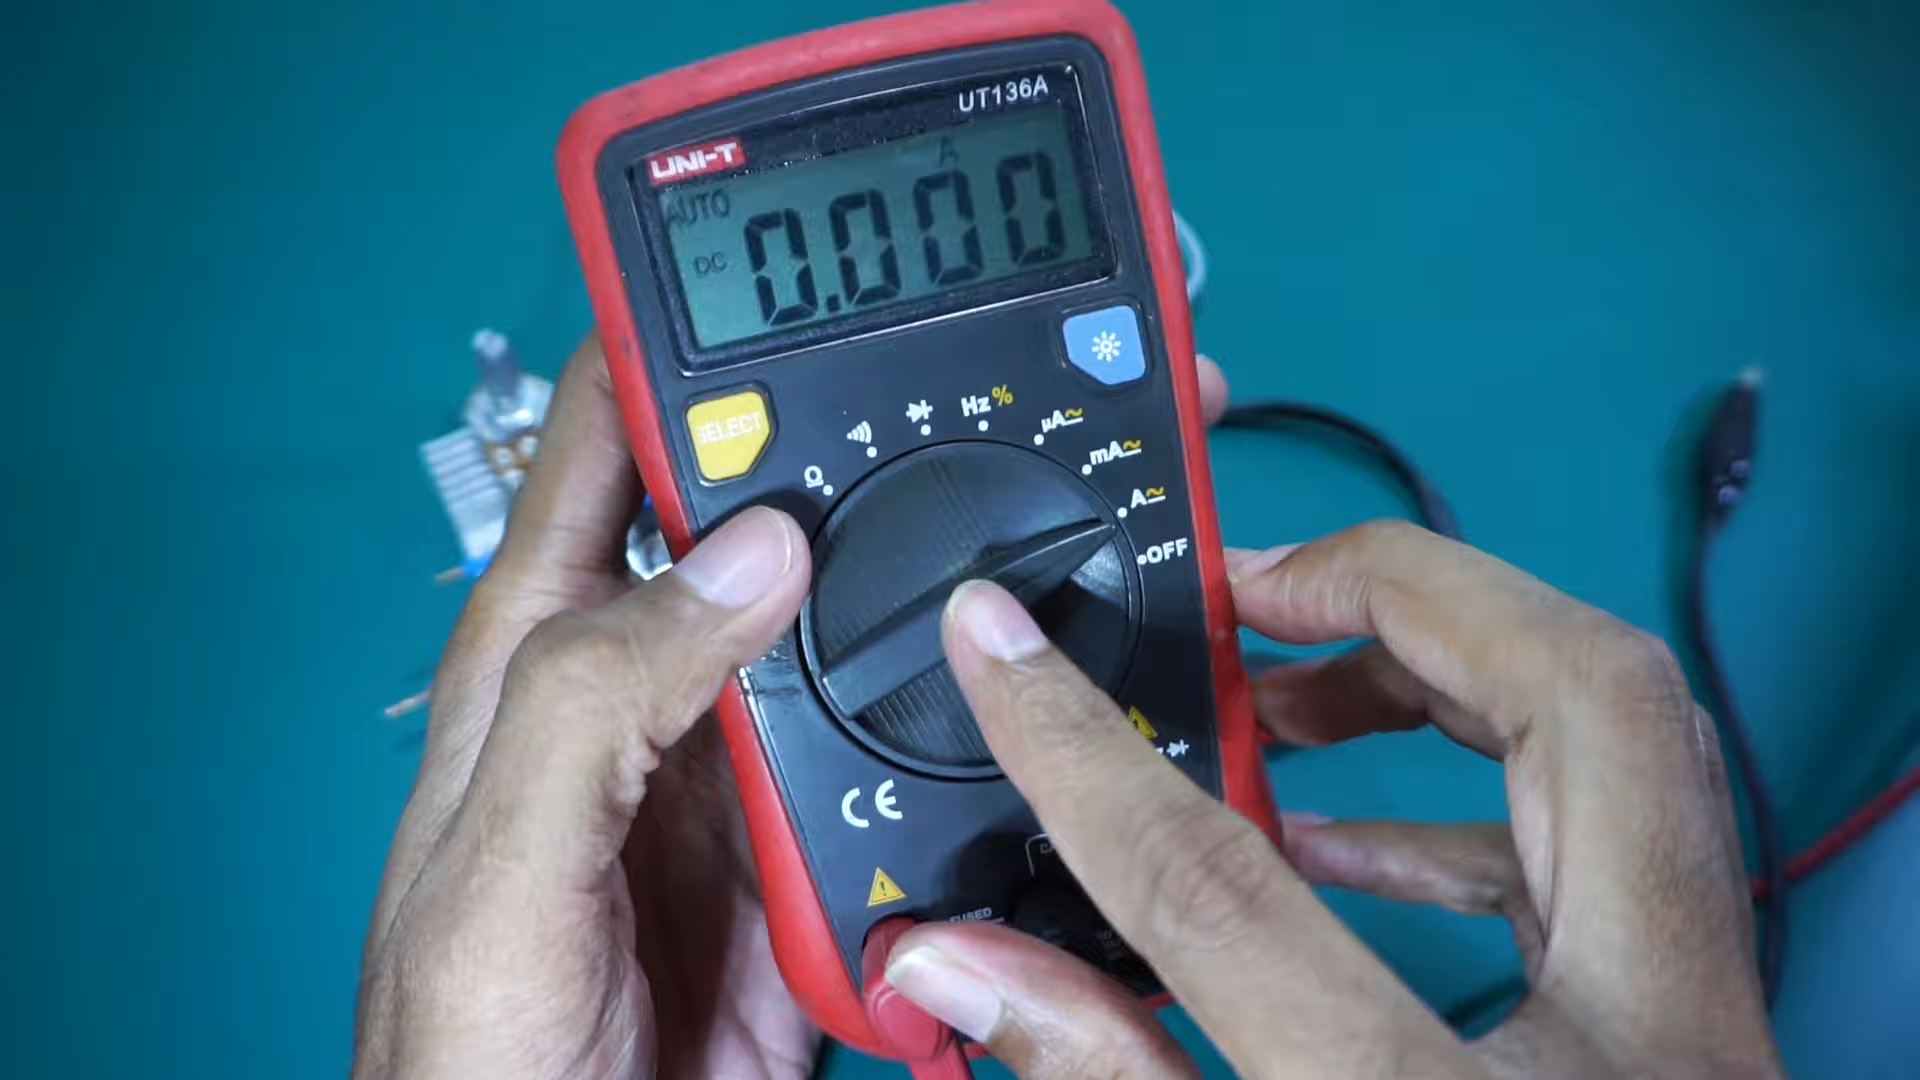 UT136A
UNI-T
A
AUTO
DC
0.000
SELECT
Hz%
µA
mA
Ω
A
OFF
CE
FUSED